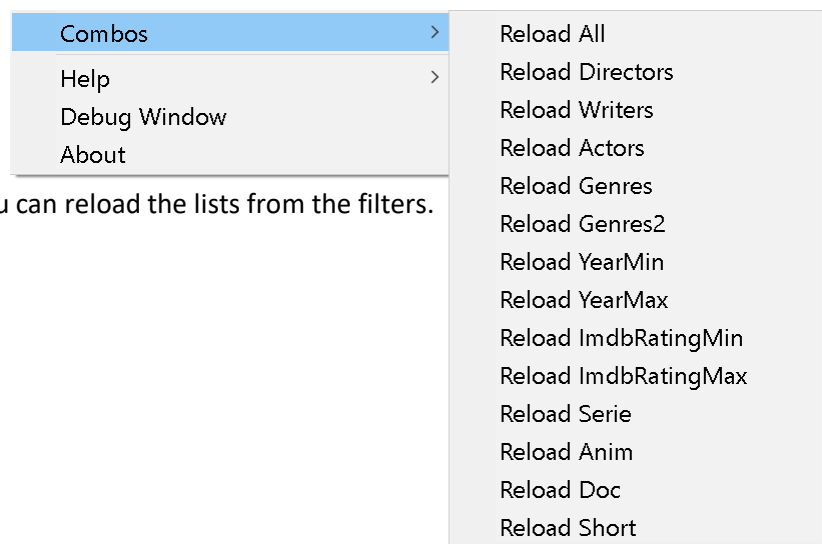 Combos
Help
Debug Window
About
can reload the lists from the filters.
Reload All
Reload Directors
Reload Writers
Reload Actors
Reload Genres
Reload Genres2
Reload YearMin
Reload YearMax
Reload ImdbRatingMin
Reload ImdbRatingMax
Reload Serie
Reload Anim
Reload Doc
Reload Short